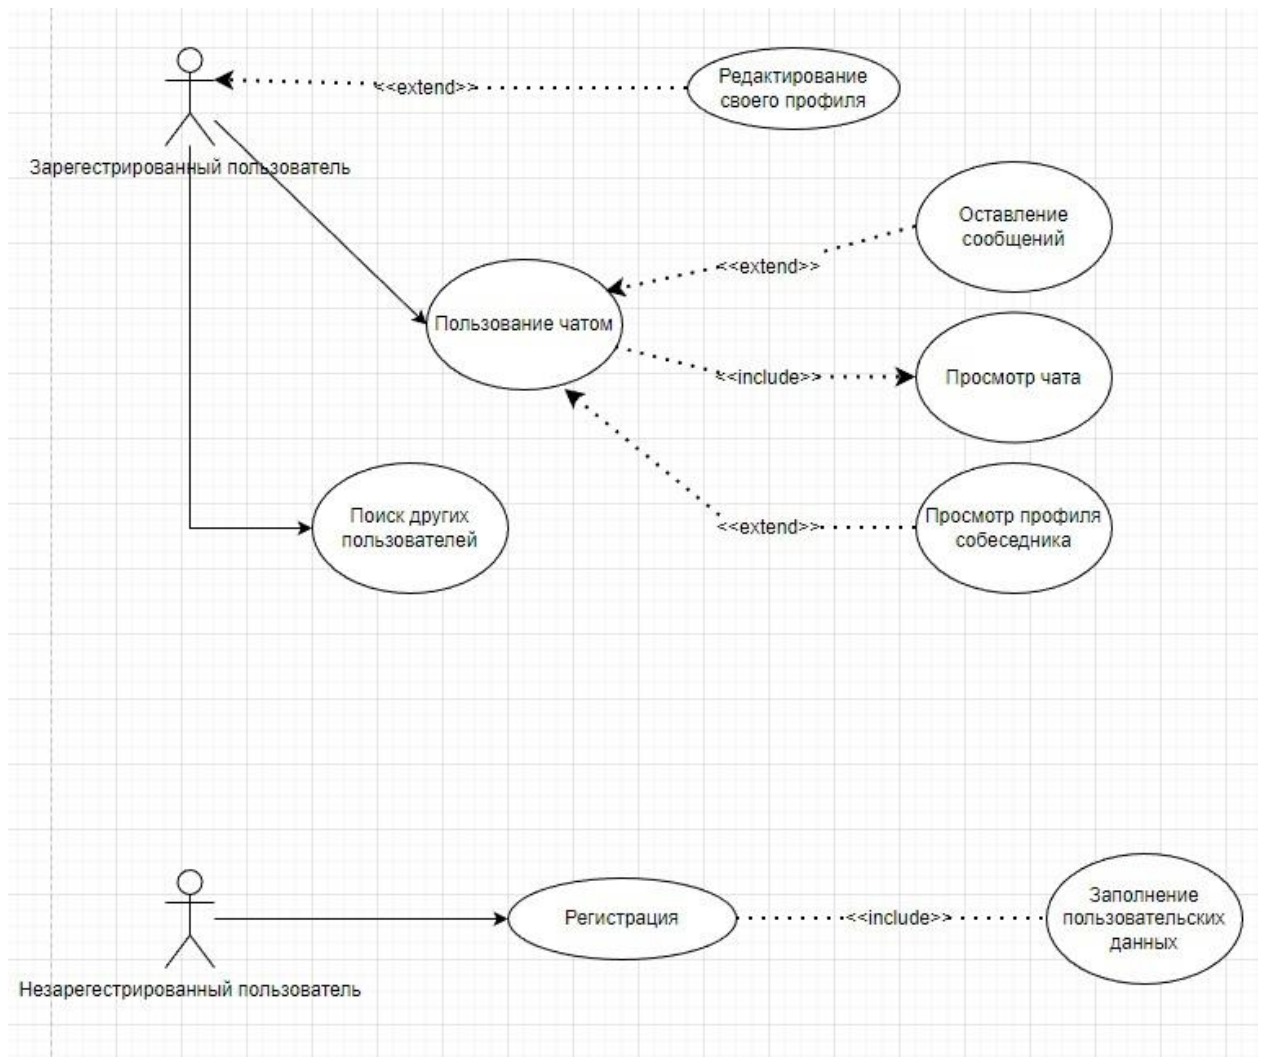 <<extend>>
Редактирование
своего профиля
Зарегестрированный пользователь
Оставление
сообщений
<<extend>>
Пользование чатом
<<include>>
Просмотр чата
Поиск других
пользователей
<<extend>>
Просмотр профиля
собеседника
Регистрация
<<include>>
Заполнение
пользовательских
данных
Незарегестрированный пользователь